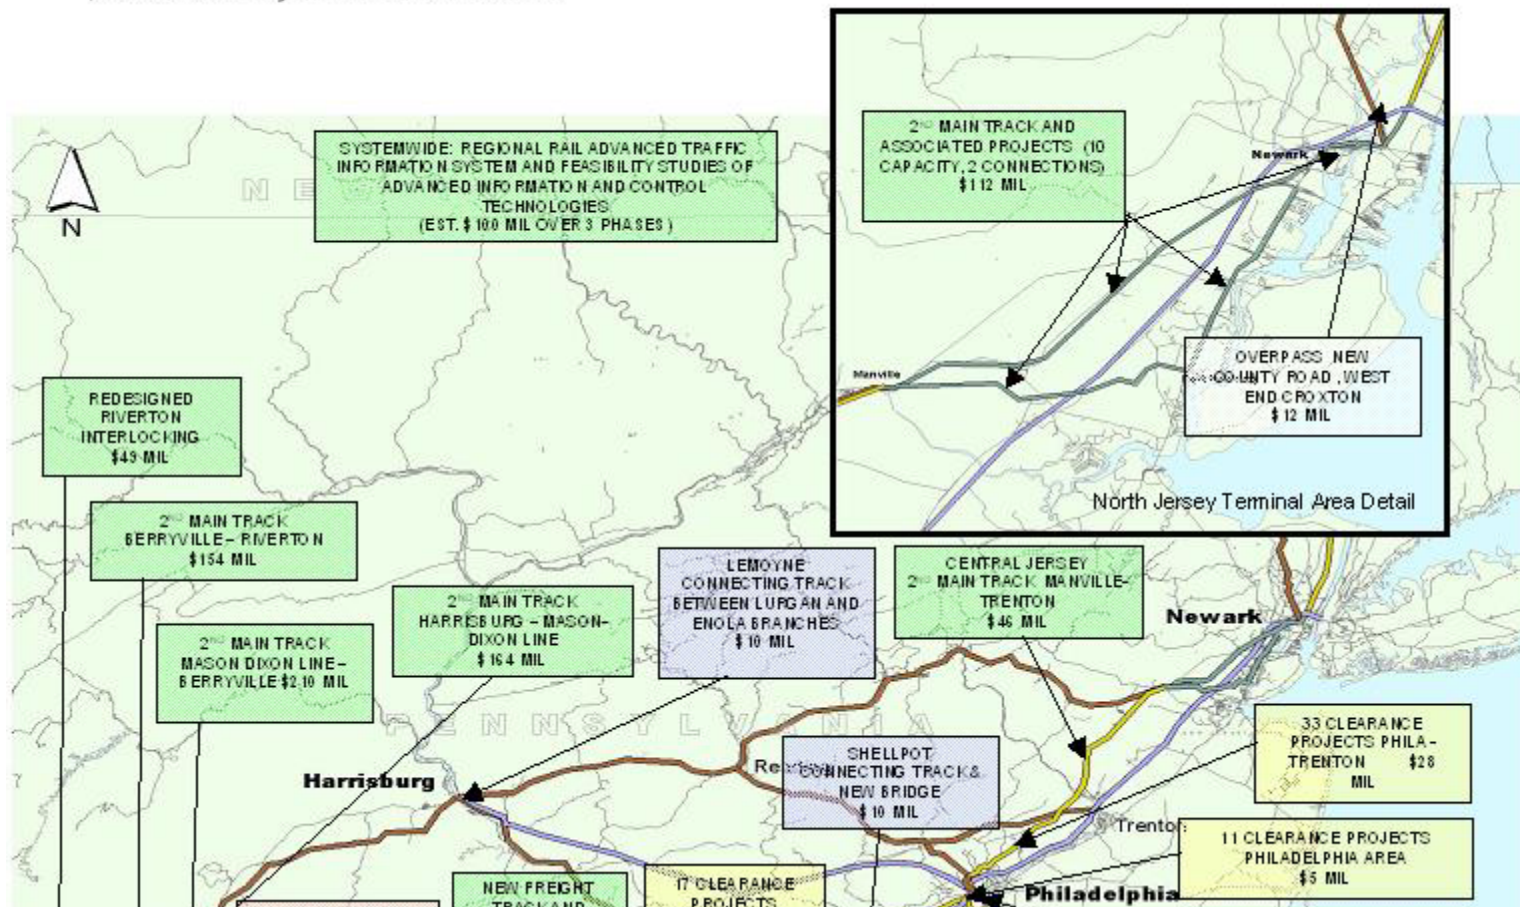 SYSTEMWIDE: REGIONAL RAIL ADVANCED TRAFFIC
INFORMATION SYSTEM AND FEASIBILITY STUDIES OF
ADVANCED INFORMATION AND CONTROL
TECHNOLOGIES
(EST. $ 100 MIL OVER 3 PHASES)
N
2ND MAIN TRACK AND
ASSOCIATED PROJECTS (10
CAPACITY, 2 CONNECTIONS)
$112 MIL
Newark
Manville
OVERPASS NEW
COUNTY ROAD, WEST
END CROXTON
$ 12 MIL
North Jersey Terminal Area Detail
REDESIGNED
RIVERTON
INTERLOCKING
$49 MIL
2ND MAIN TRACK
BERRYVILLE – RIVERTON
$154 MIL
2ND MAIN TRACK
MASON DIXON LINE –
BERRYVILLE $210 MIL
2ND MAIN TRACK
HARRISBURG – MASON-
DIXON LINE
$ 164 MIL
LEMOYNE
CONNECTING TRACK
BETWEEN LURGAN AND
ENOLA BRANCHES
$ 10 MIL
CENTRAL JERSEY
2ND MAIN TRACK MANVILLE-
TRENTON
$46 MIL
Newark
PENNSYLVANIA
Harrisburg
SHELLPOT
CONNECTING TRACK &
NEW BRIDGE
$ 10 MIL
33 CLEARANCE
PROJECTS PHILA -
TRENTON $28
MIL
Trenton
11 CLEARANCE PROJECTS
PHILADELPHIA AREA
$5 MIL
Philadelphia
NEW FREIGHT
TRACK AND
17 CLEARANCE
PROJECTS